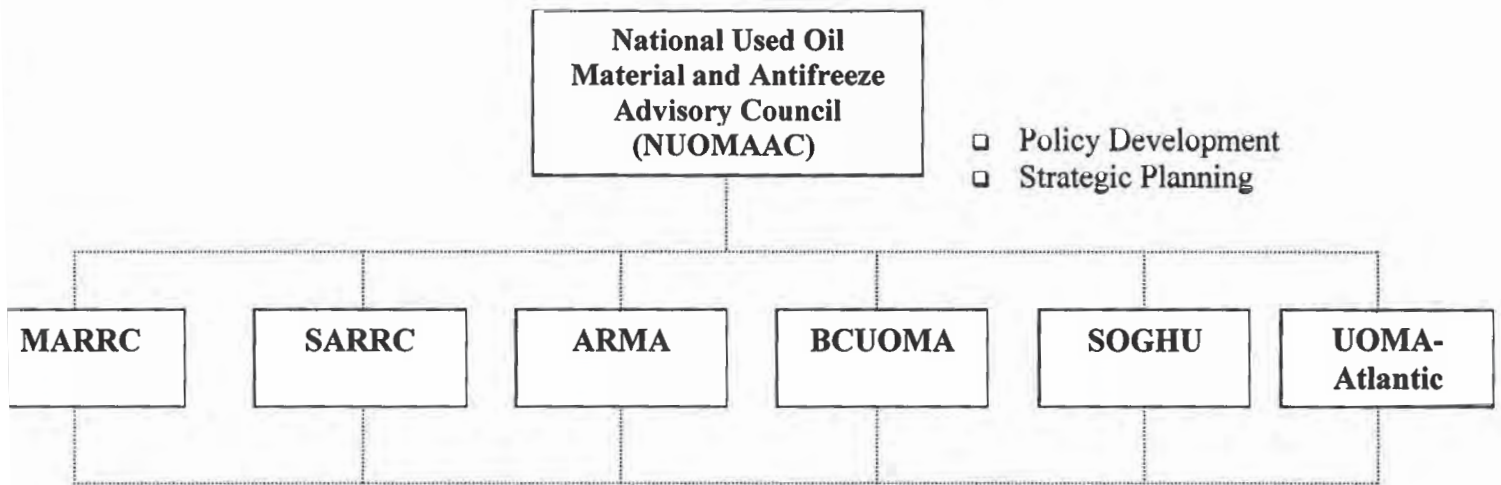 National Used Oil
Material and Antifreeze
Advisory Council
(NUOMAAC)
❑ Policy Development
❑ Strategic Planning
MARRC
SARRC
ARMA
BCUOMA
SOGHU
UOMA-
Atlantic